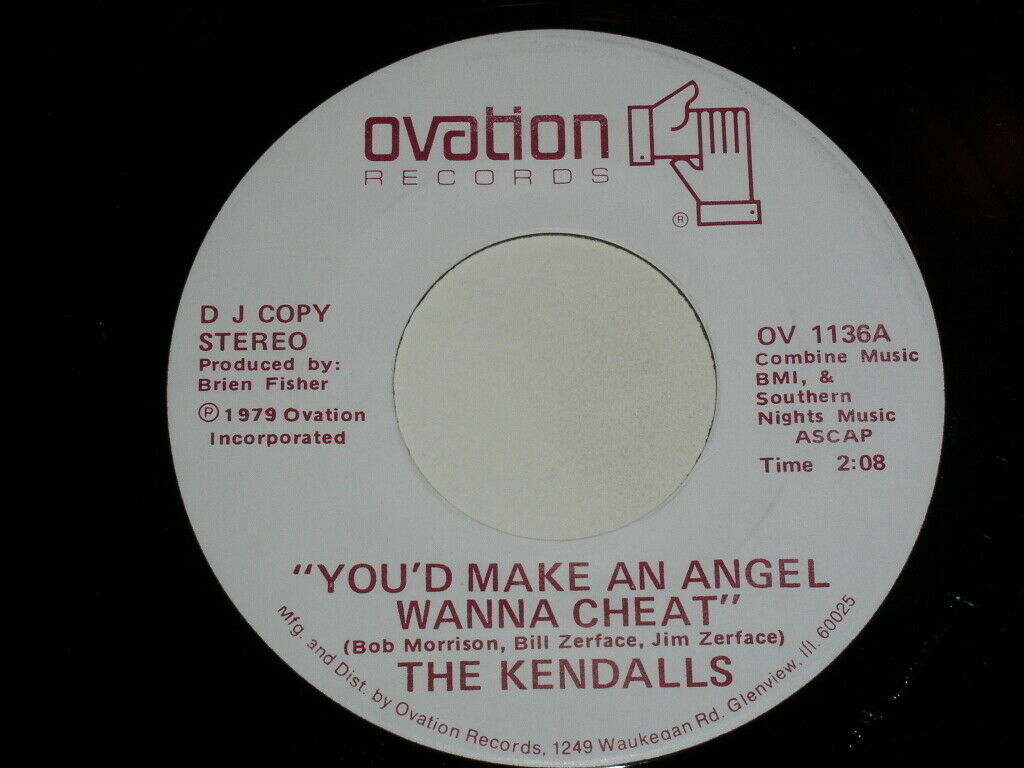 ovation
RECORDS
®
D J COPY
STEREO
Produced by:
Brien Fisher
℗ 1979 Ovation
Incorporated
OV 1136A
Combine Music
BMI, &
Southern
Nights Music
ASCAP
Time 2:08
"YOU'D MAKE AN ANGEL
WANNA CHEAT"
(Bob Morrison, Bill Zerface, Jim Zerface)
THE KENDALLS
Mfg. and Dist. by Ovation Records, 1249 Waukegan Rd. Glenview, Ill. 60025